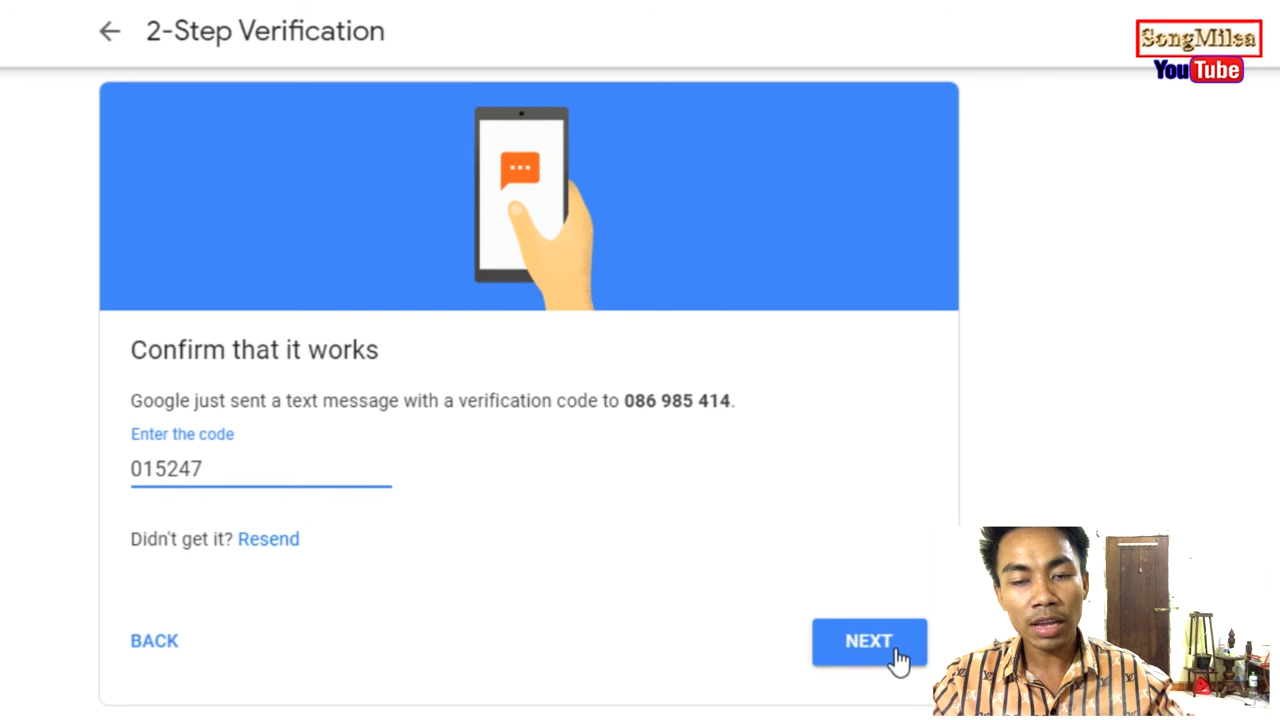 2-Step Verification
SongMilsa
YouTube
Confirm that it works
Google just sent a text message with a verification code to 086 985 414.
Enter the code
015247
Didn't get it? Resend
BACK
NEXT